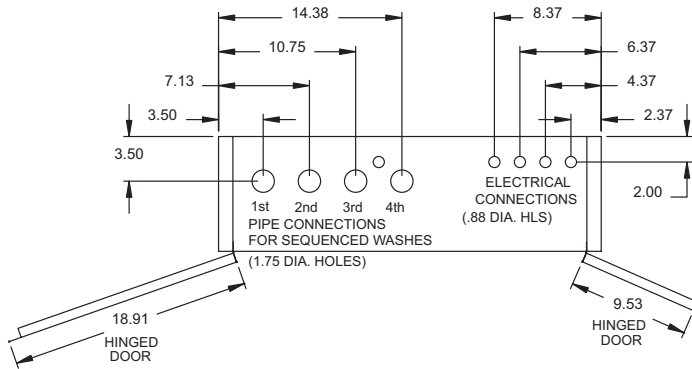 14.38
8.37
10.75
6.37
7.13
4.37
3.50
2.37
3.50
2.00
1st 2nd 3rd 4th
ELECTRICAL
CONNECTIONS
(.88 DIA. HLS)
PIPE CONNECTIONS
FOR SEQUENCED WASHES
(1.75 DIA. HOLES)
18.91
HINGED
DOOR
9.53
HINGED
DOOR